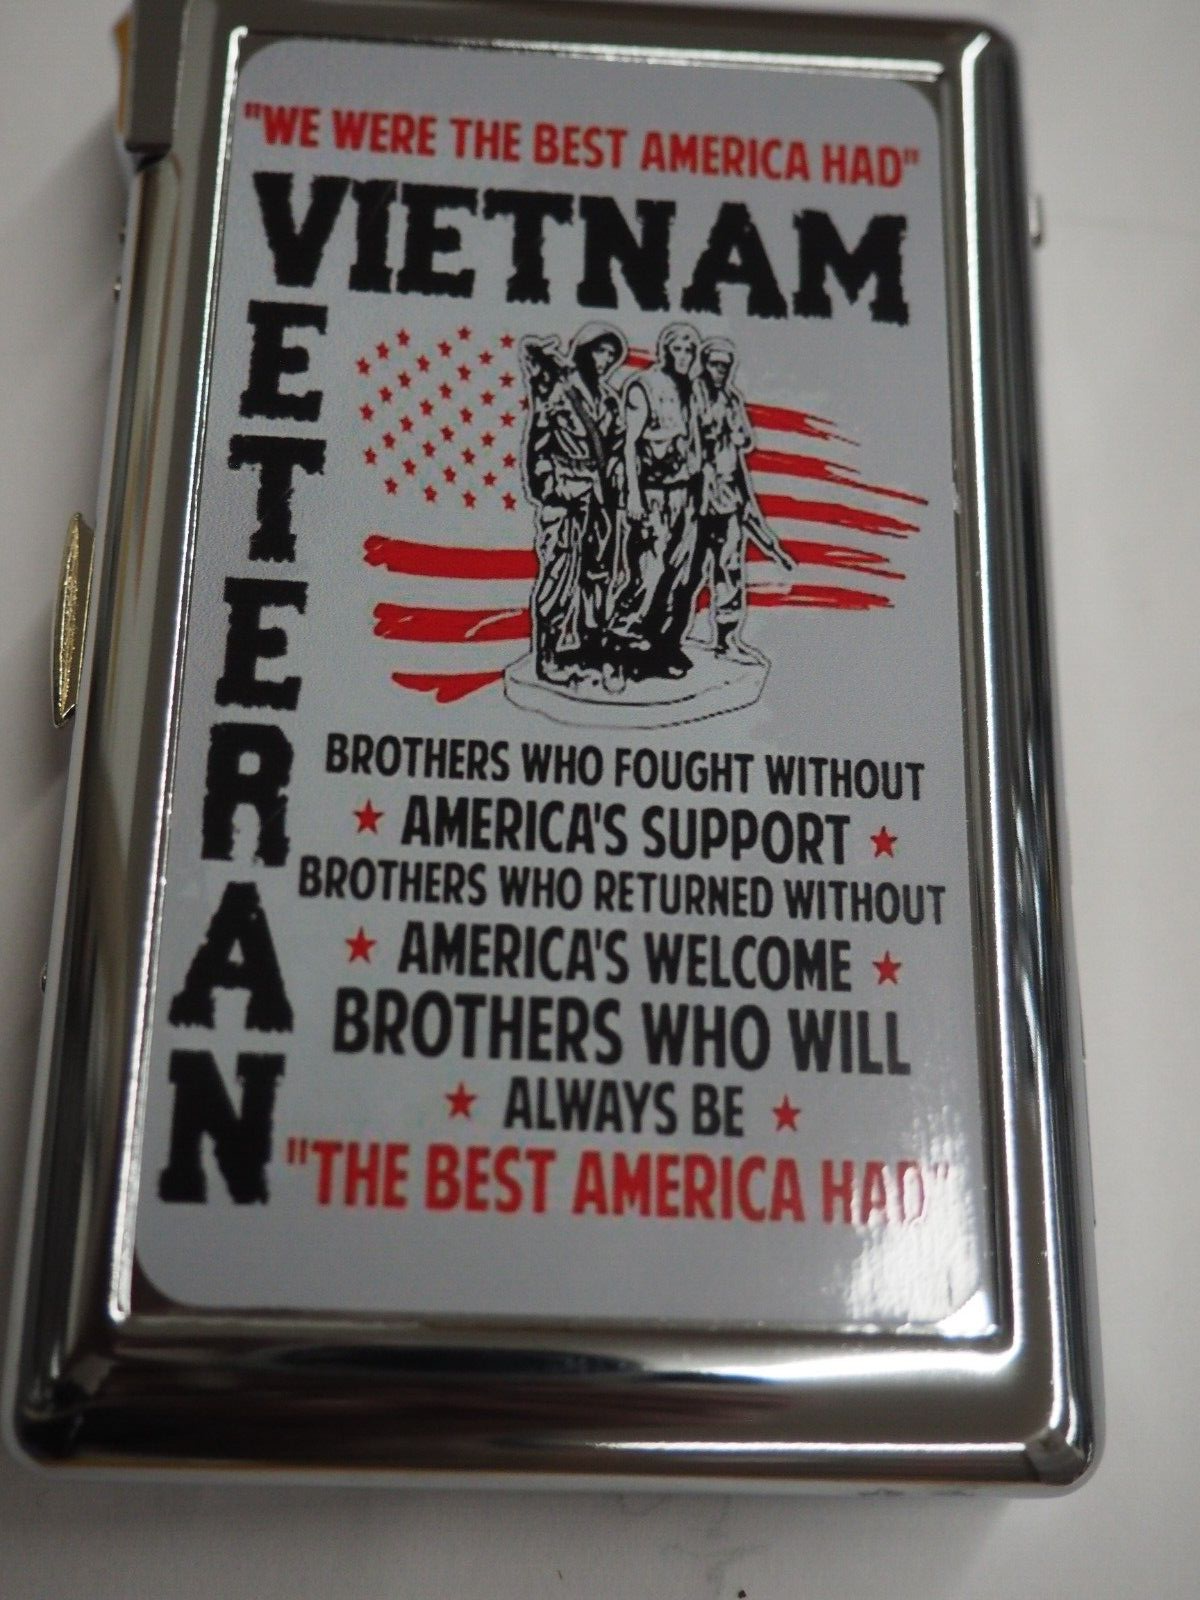 "WE WERE THE BEST AMERICA HAD"
VIETNAM
VETERAN
BROTHERS WHO FOUGHT WITHOUT
AMERICA'S SUPPORT
BROTHERS WHO RETURNED WITHOUT
AMERICA'S WELCOME
BROTHERS WHO WILL
ALWAYS BE
"THE BEST AMERICA HAD"